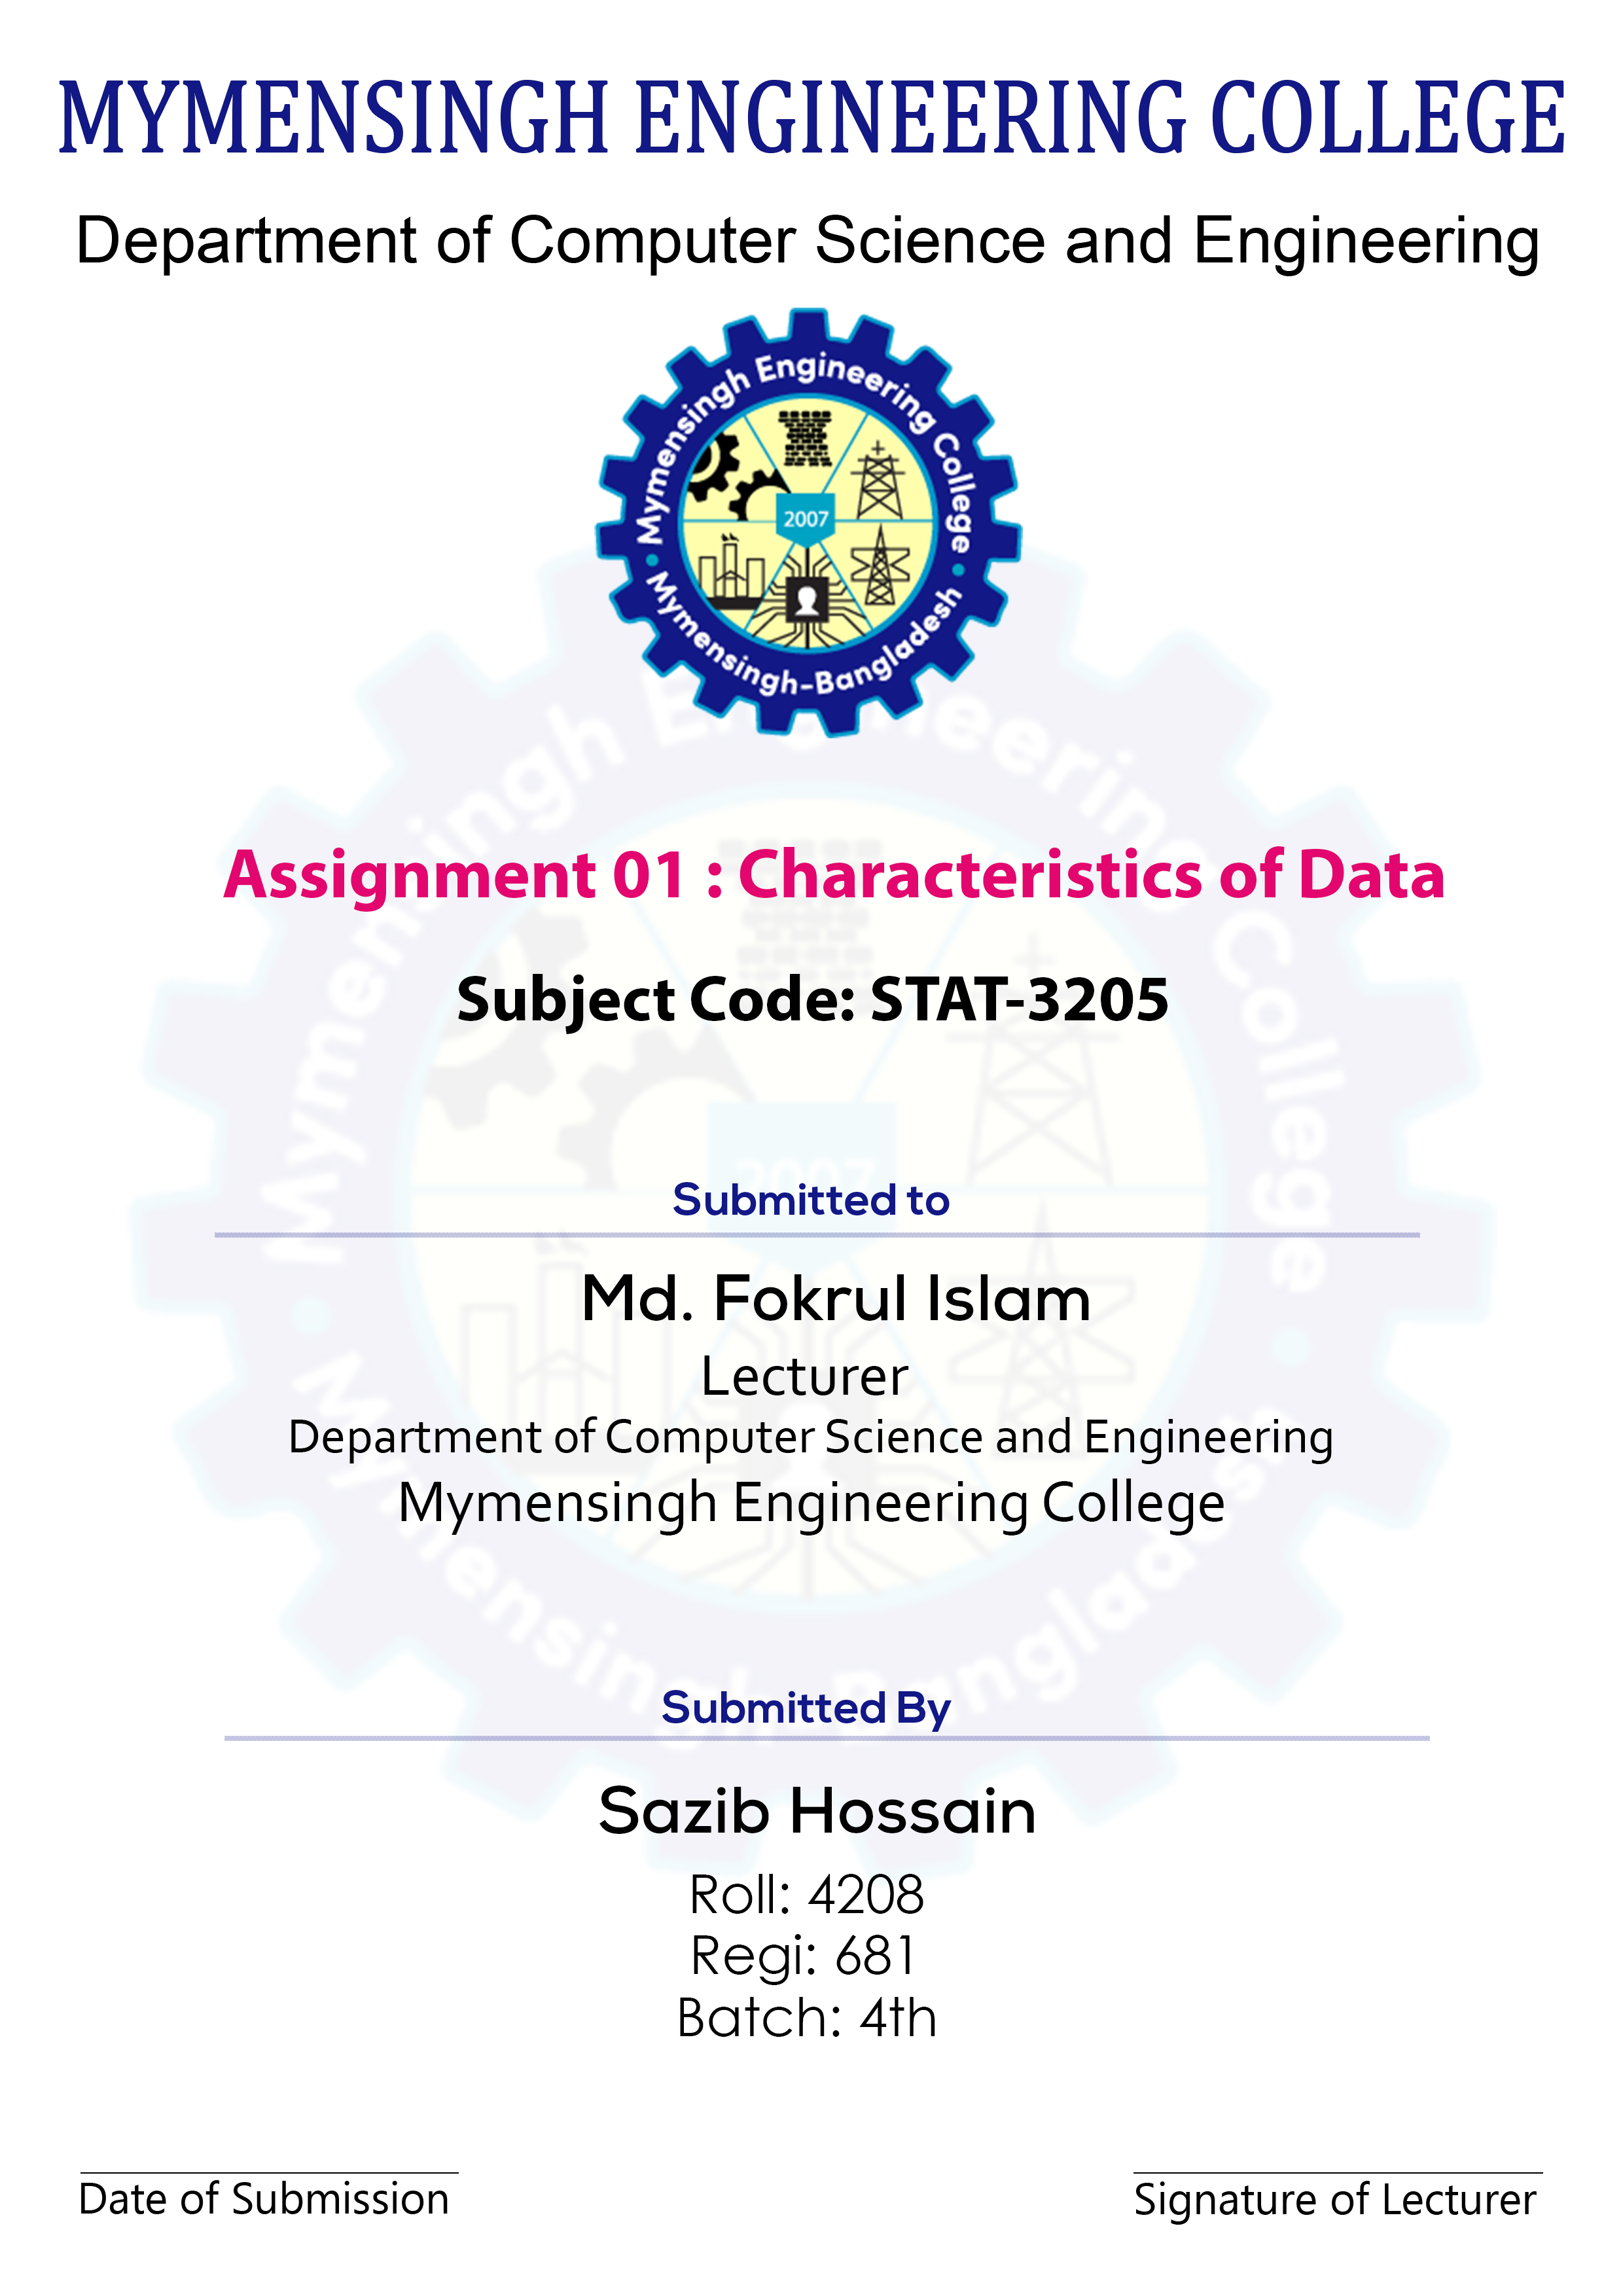 MYMENSINGH ENGINEERING COLLEGE
Department of Computer Science and Engineering
Mymensingh Engineering College
2007
Mymensingh-Bangladesh
Assignment 01 : Characteristics of Data
Subject Code: STAT-3205
Submitted to
Md. Fokrul Islam
Lecturer
Department of Computer Science and Engineering
Mymensingh Engineering College
Submitted By
Sazib Hossain
Roll: 4208
Regi: 681
Batch: 4th
Date of Submission
Signature of Lecturer